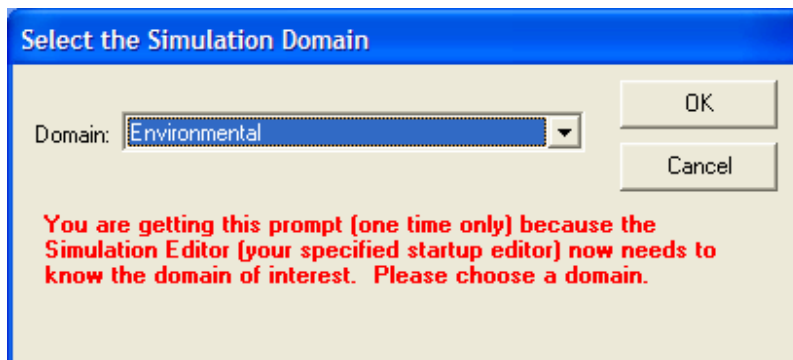 Select the Simulation Domain
OK
Domain: Environmental
Cancel
You are getting this prompt (one time only) because the
Simulation Editor (your specified startup editor) now needs to
know the domain of interest.  Please choose a domain.